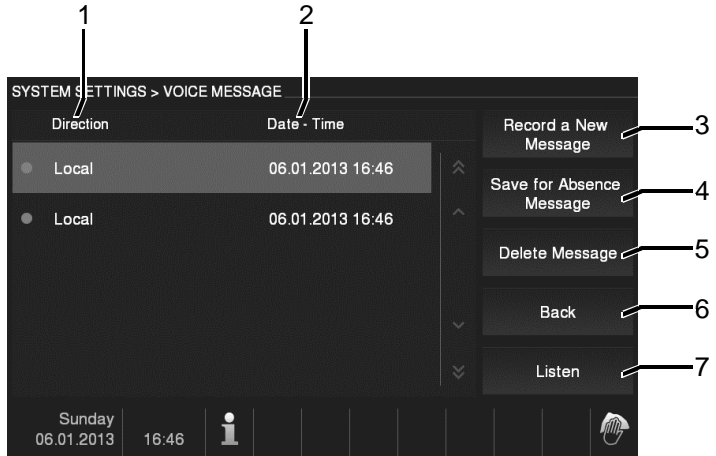 1 2
SYSTEM SETTINGS > VOICE MESSAGE
Direction Date - Time
Record a New
Message
3
Local 06.01.2013 16:46
Save for Absence
Message
4
Local 06.01.2013 16:46
Delete Message 5
Back 6
Listen 7
Sunday
06.01.2013 16:46 i